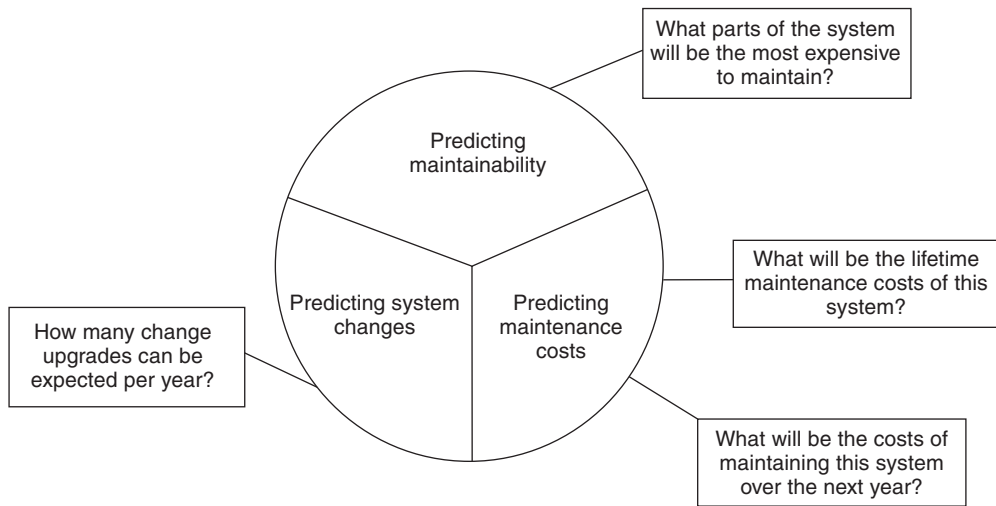 What parts of the system
will be the most expensive
to maintain?
Predicting
maintainability
What will be the lifetime
maintenance costs of this
system?
Predicting system
changes
Predicting
maintenance
costs
How many change
upgrades can be
expected per year?
What will be the costs of
maintaining this system
over the next year?